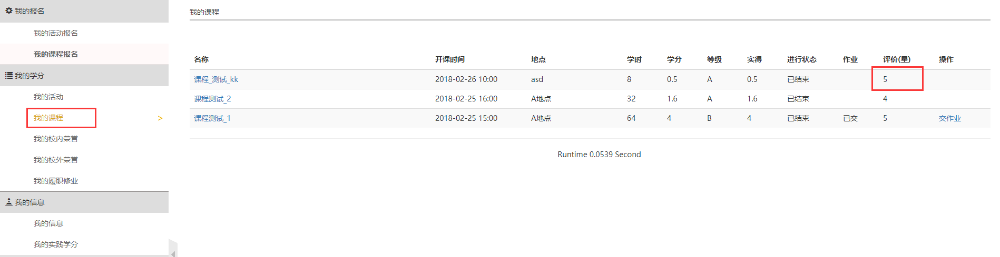 我的报名
我的活动报名
我的课程报名
我的学分
我的活动
我的课程 >
我的校内荣誉
我的校外荣誉
我的履职修业
我的信息
我的信息
我的实践学分
我的课程
名称 开课时间 地点 学时 学分 等级 实得 进行状态 作业 评价(星) 操作
课程_测试_kk 2018-02-26 10:00 asd 8 0.5 A 0.5 已结束 5
课程测试_2 2018-02-25 16:00 A地点 32 1.6 A 1.6 已结束 4
课程测试_1 2018-02-25 15:00 A地点 64 4 B 4 已结束 已交 5 交作业
Runtime 0.0539 Second